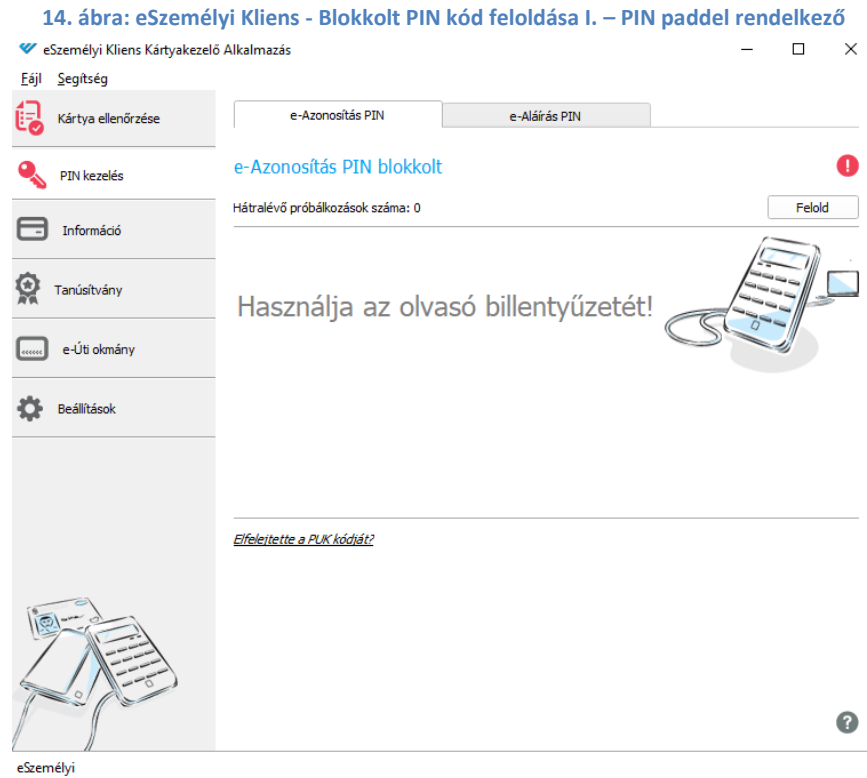 14. ábra: eSzemélyi Kliens - Blokkolt PIN kód feloldása I. – PIN paddel rendelkező
eSzemélyi Kliens Kártyakezelő Alkalmazás
Fájl Segítség
Kártya ellenőrzése
PIN kezelés
Információ
Tanúsítvány
e-Úti okmány
Beállítások
e-Azonosítás PIN e-Aláírás PIN
e-Azonosítás PIN blokkolt
Hátralévő próbálkozások száma: 0 Felold
Használja az olvasó billentyűzetét!
Elfelejtette a PUK kódját?
eSzemélyi